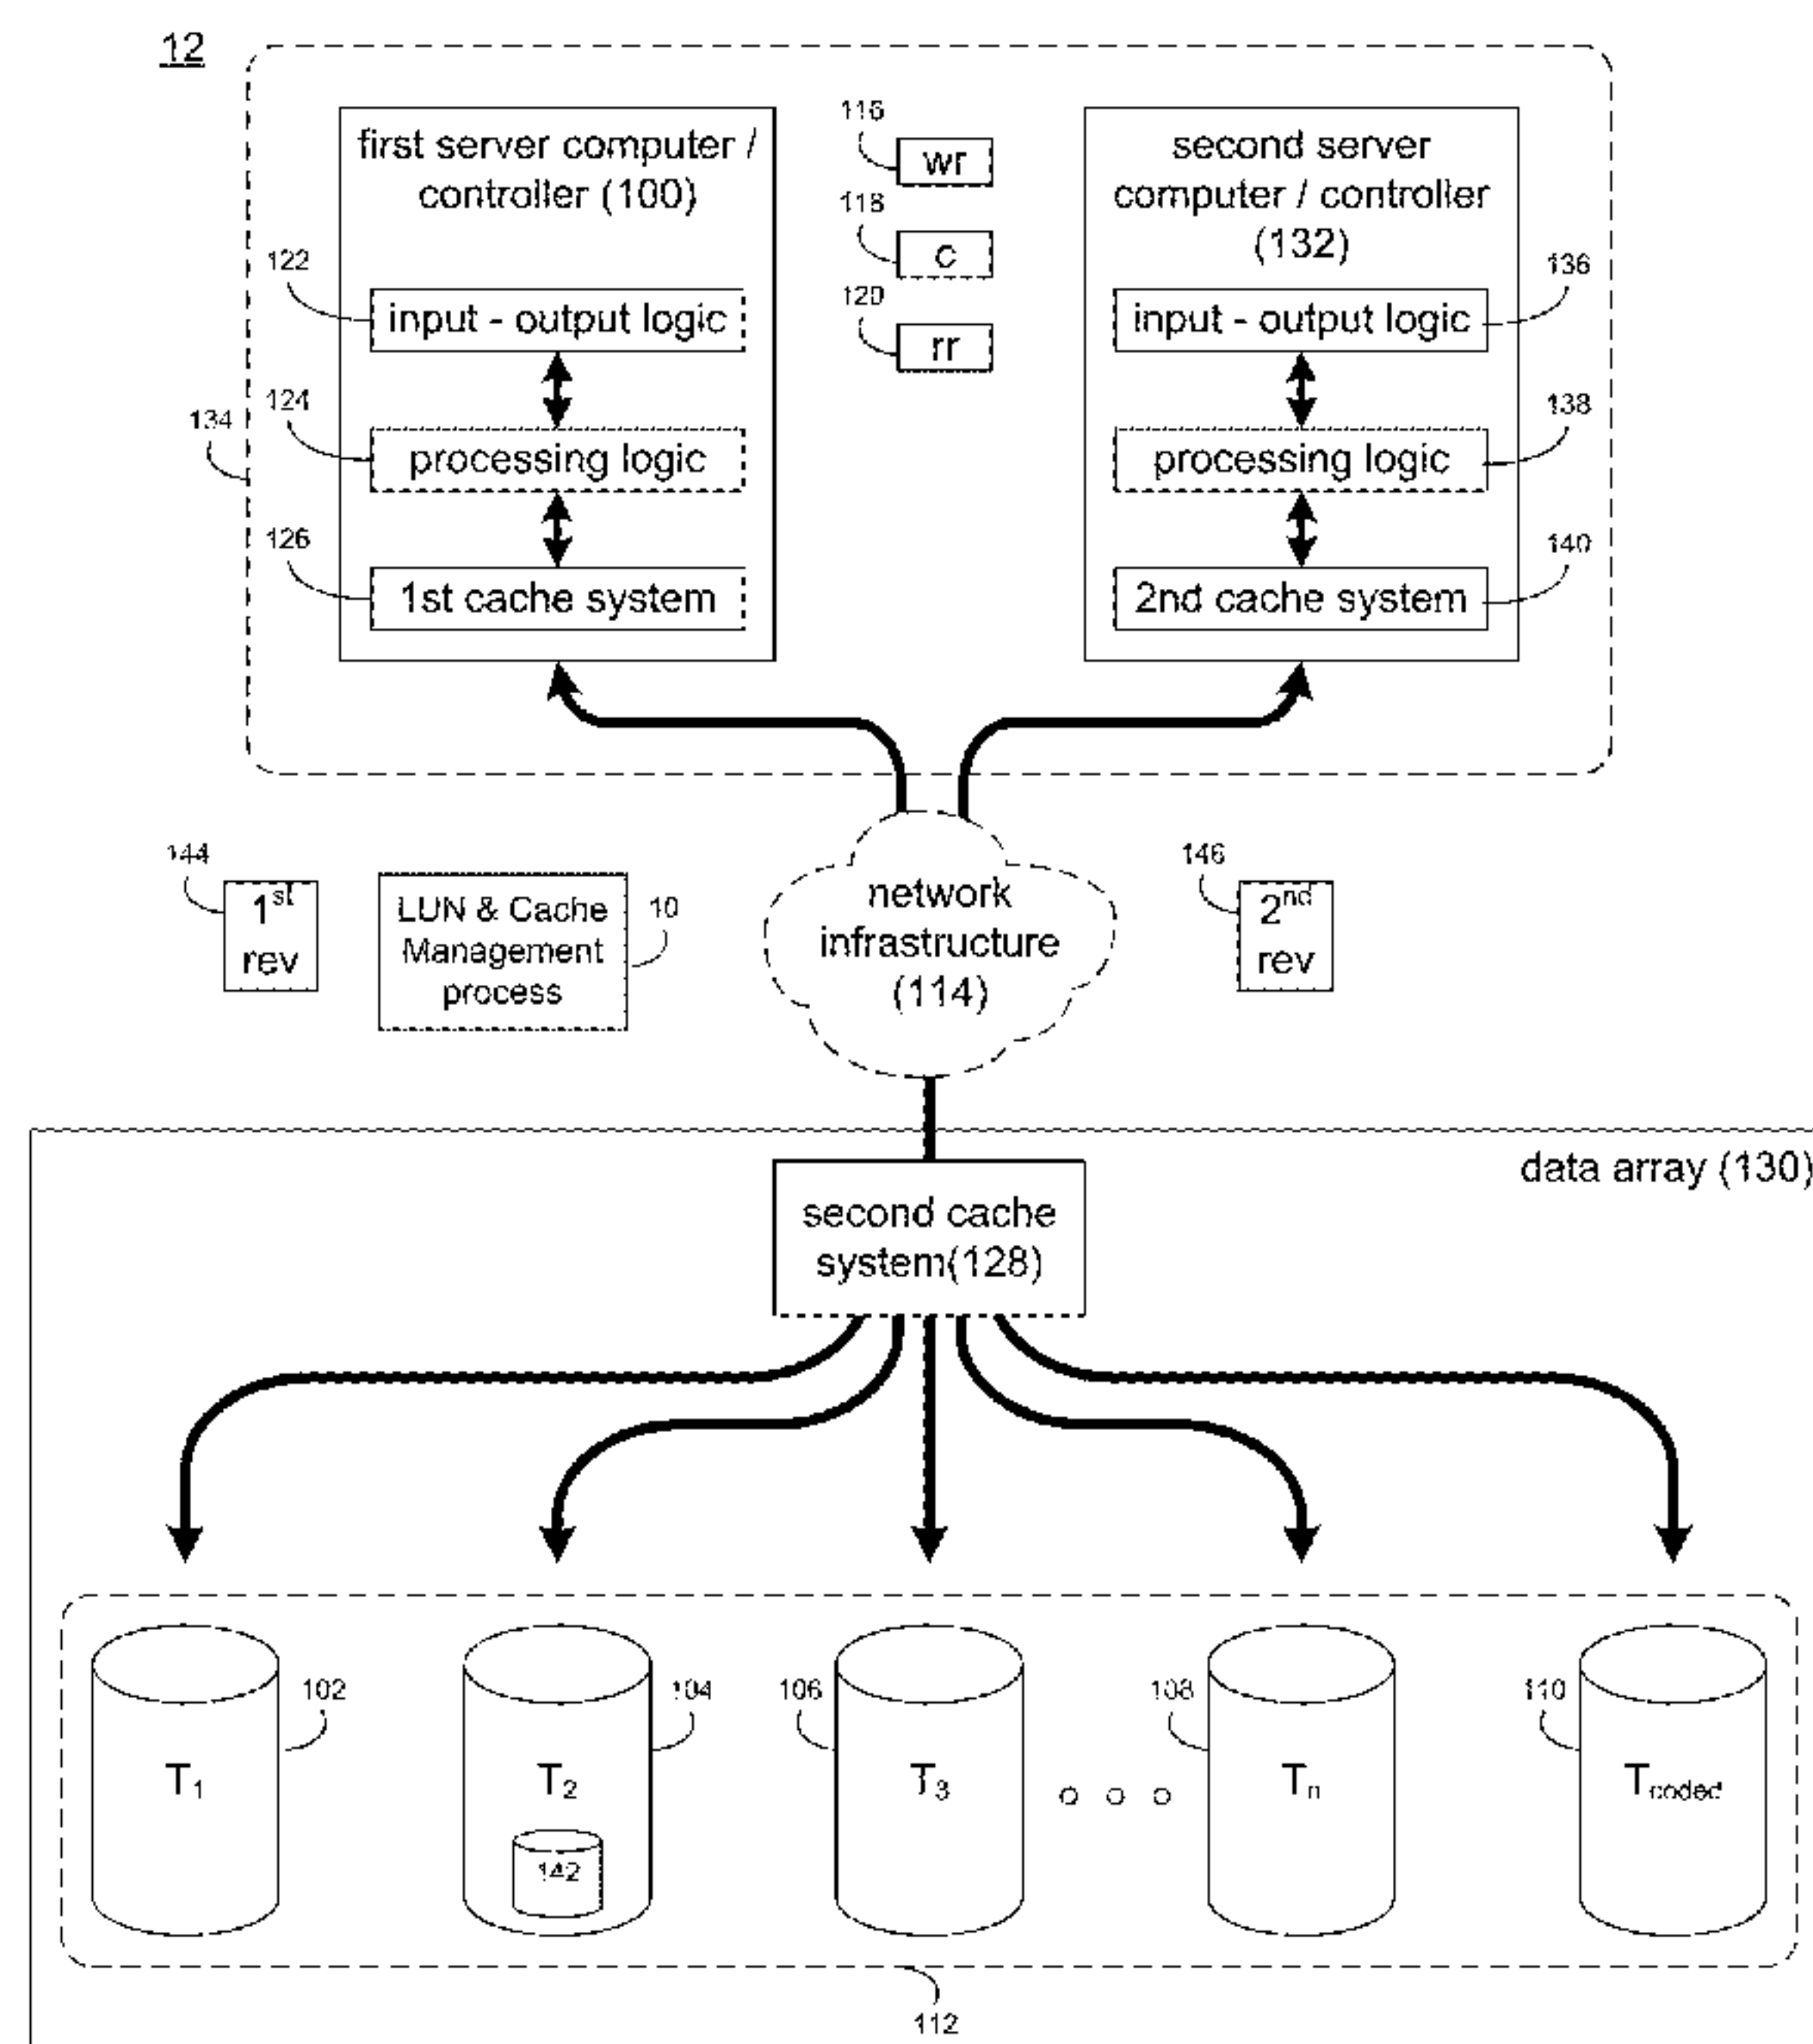 12
first server computer /
controller (100)
122
input - output logic
124
processing logic
126
1st cache system
134
116
wr
118
c
120
rr
second server
computer / controller
(132)
136
input - output logic
138
processing logic
140
2nd cache system
144
1st
rev
LUN & Cache
Management
process
10
network
infrastructure
(114)
146
2nd
rev
data array (130)
second cache
system(128)
102
T1
104
T2
142
106
T3
108
Tn
110
Tcoded
112